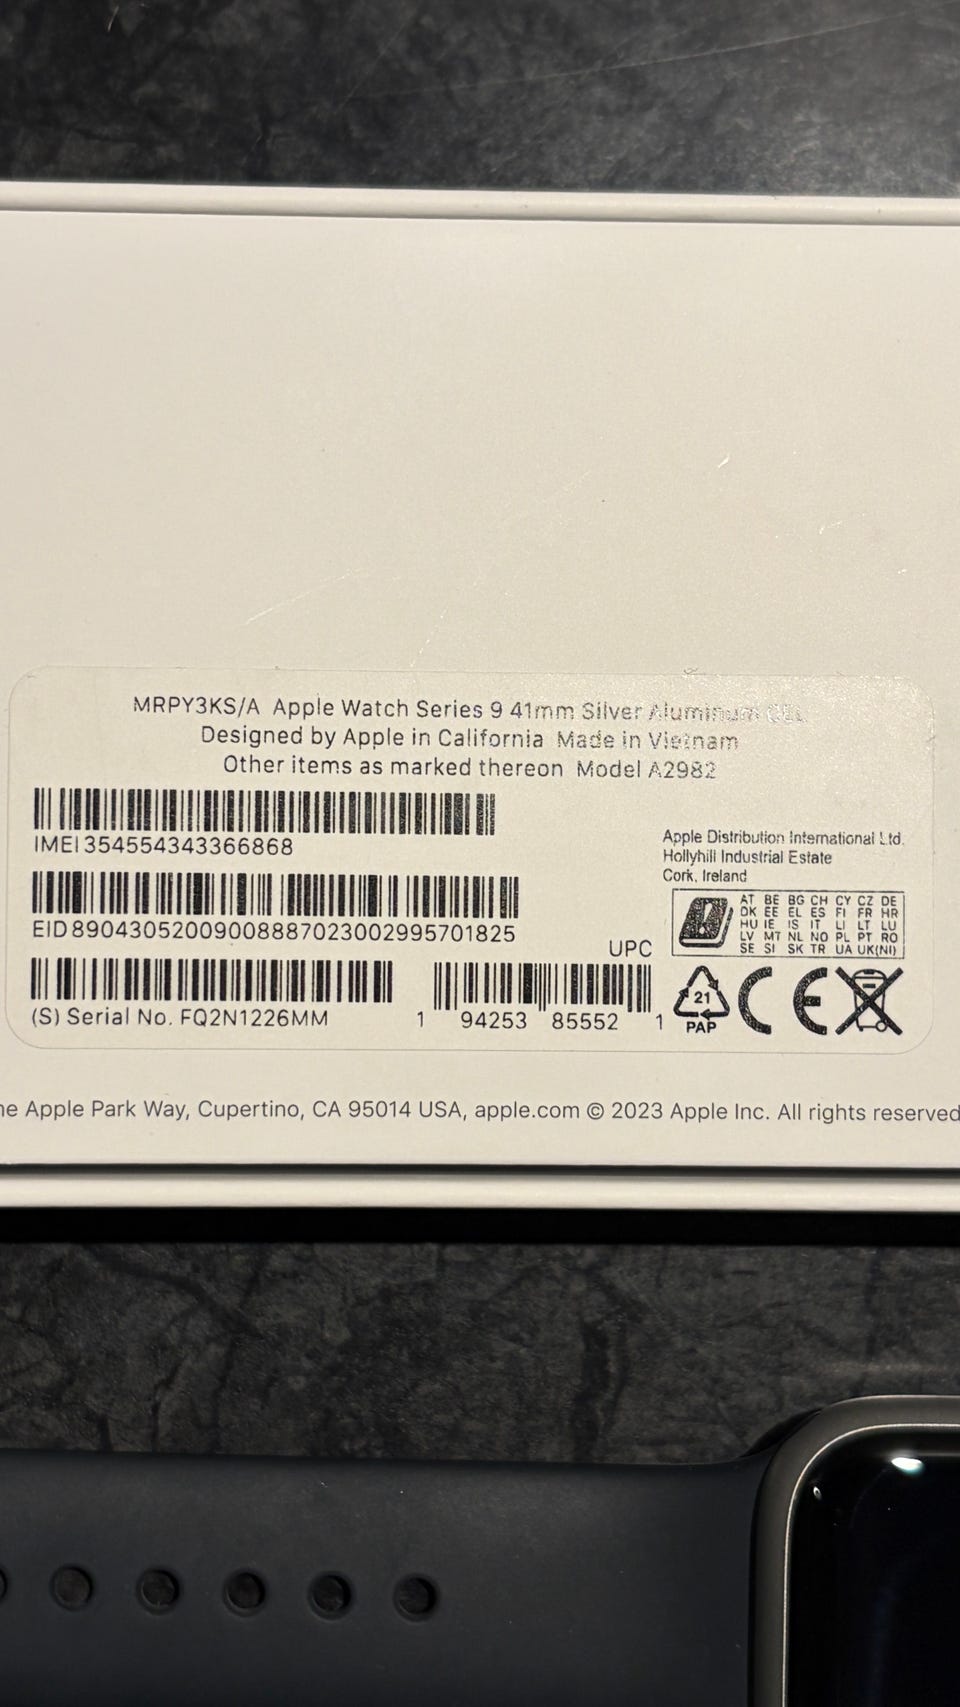 MRPY3KS/A Apple Watch Series 9 41mm Silver Aluminum CEL
Designed by Apple in California Made in Vietnam
Other items as marked thereon Model A2982
IMEI 354554343366868
EID 89043052009008887023002995701825
(S) Serial No. FQ2N1226MM
UPC
1 94253 85552 1
Apple Distribution International Ltd.
Hollyhill Industrial Estate
Cork, Ireland
AT BE BG CH CY CZ DE
DK EE EL ES FI FR HR
HU IE IS IT LI LT LU
LV MT NL NO PL PT RO
SE SI SK TR UA UK(NI)
21
PAP
CE
Apple Park Way, Cupertino, CA 95014 USA, apple.com © 2023 Apple Inc. All rights reserved